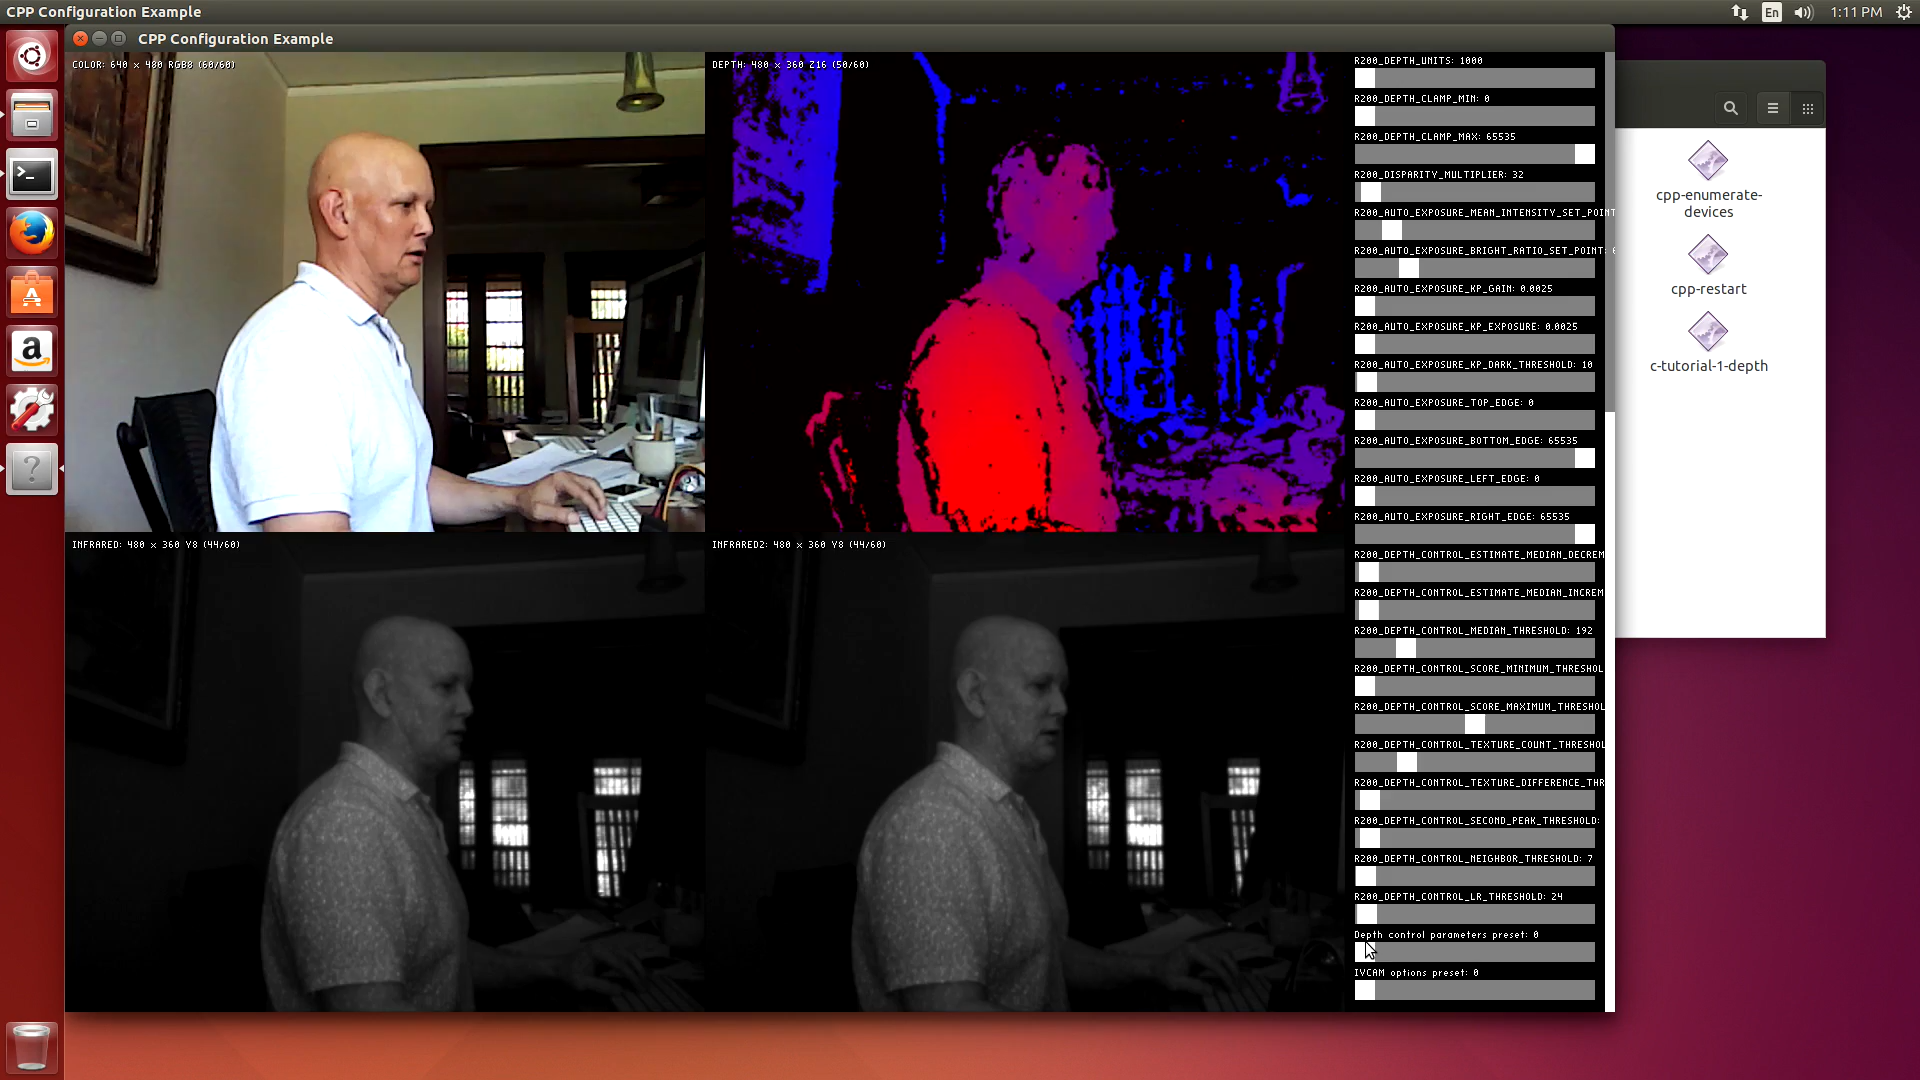 CPP Configuration Example
En
1:11 PM
CPP Configuration Example
COLOR: 640 x 480 RGB8 (60/60)
DEPTH: 480 x 360 Z16 (50/60)
INFRARED: 480 x 360 Y8 (44/60)
INFRARED2: 480 x 360 Y8 (44/60)
R200_DEPTH_UNITS: 1000
R200_DEPTH_CLAMP_MIN: 0
R200_DEPTH_CLAMP_MAX: 65535
R200_DISPARITY_MULTIPLIER: 32
R200_AUTO_EXPOSURE_MEAN_INTENSITY_SET_POINT
R200_AUTO_EXPOSURE_BRIGHT_RATIO_SET_POINT:
R200_AUTO_EXPOSURE_KP_GAIN: 0.0025
R200_AUTO_EXPOSURE_KP_EXPOSURE: 0.0025
R200_AUTO_EXPOSURE_KP_DARK_THRESHOLD: 10
R200_AUTO_EXPOSURE_TOP_EDGE: 0
R200_AUTO_EXPOSURE_BOTTOM_EDGE: 65535
R200_AUTO_EXPOSURE_LEFT_EDGE: 0
R200_AUTO_EXPOSURE_RIGHT_EDGE: 65535
R200_DEPTH_CONTROL_ESTIMATE_MEDIAN_DECREM
R200_DEPTH_CONTROL_ESTIMATE_MEDIAN_INCREM
R200_DEPTH_CONTROL_MEDIAN_THRESHOLD: 192
R200_DEPTH_CONTROL_SCORE_MINIMUM_THRESHOL
R200_DEPTH_CONTROL_SCORE_MAXIMUM_THRESHOL
R200_DEPTH_CONTROL_TEXTURE_COUNT_THRESHOL
R200_DEPTH_CONTROL_TEXTURE_DIFFERENCE_THR
R200_DEPTH_CONTROL_SECOND_PEAK_THRESHOLD:
R200_DEPTH_CONTROL_NEIGHBOR_THRESHOLD: 7
R200_DEPTH_CONTROL_LR_THRESHOLD: 24
Depth control parameters preset: 0
IVCAM options preset: 0
cpp-enumerate-
devices
cpp-restart
c-tutorial-1-depth